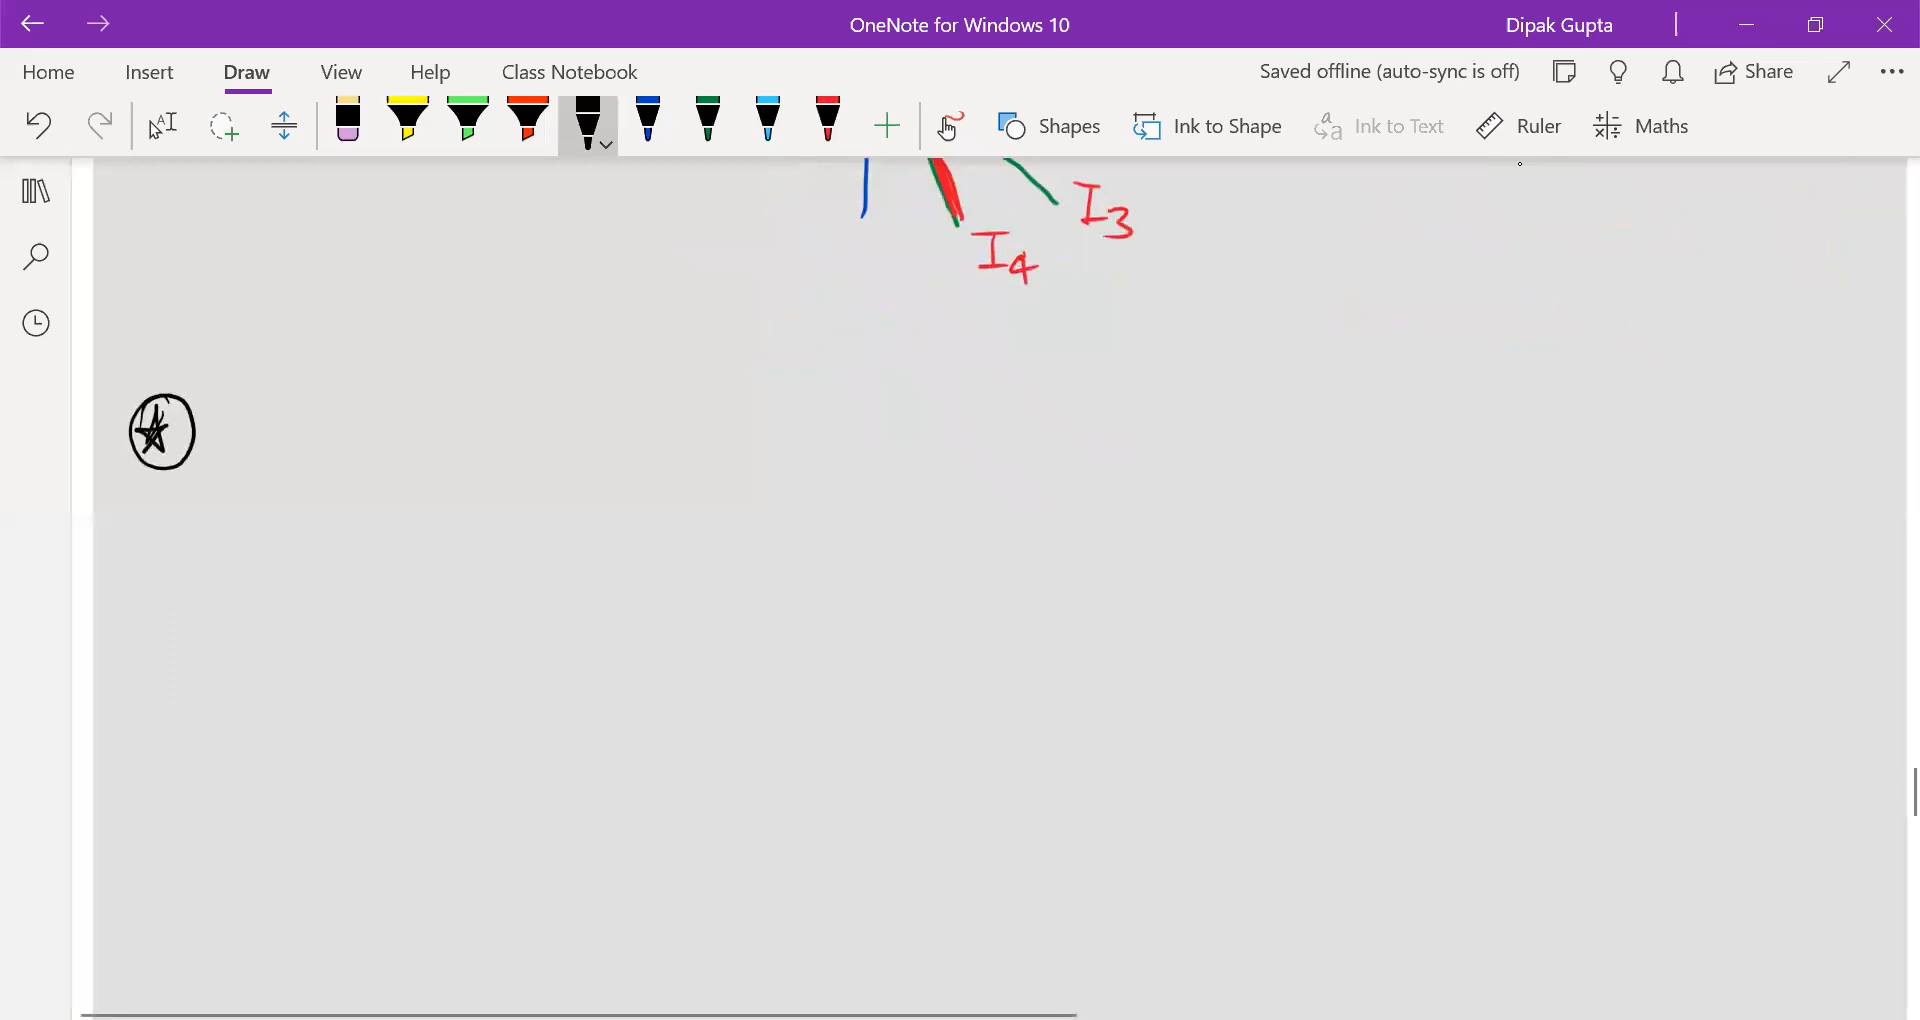 OneNote for Windows 10
Dipak Gupta
Home Insert Draw View Help Class Notebook
Saved offline (auto-sync is off) Share
Shapes Ink to Shape Ink to Text Ruler Maths
I3
I4